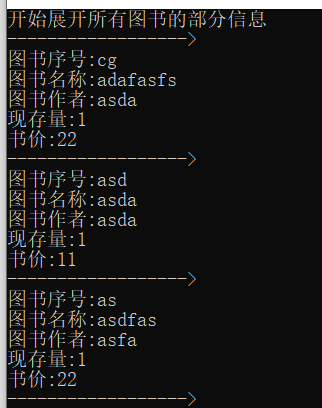 开始展开所有图书的部分信息
------------------>
图书序号:cg
图书名称:adafasfs
图书作者:asda
现存量:1
书价:22
------------------>
图书序号:asd
图书名称:asda
图书作者:asda
现存量:1
书价:11
------------------>
图书序号:as
图书名称:asdfas
图书作者:asfa
现存量:1
书价:22
------------------>